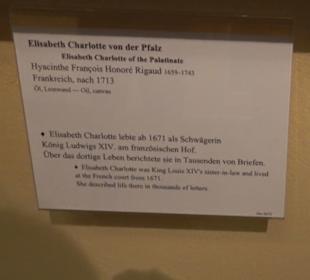 Elisabeth Charlotte von der Pfalz
Elisabeth Charlotte of the Palatinate
Hyacinthe François Honoré Rigaud 1659–1743
Frankreich, nach 1713
Öl, Leinwand — Oil, canvas
• Elisabeth Charlotte lebte ab 1671 als Schwägerin
König Ludwigs XIV. am französischen Hof.
Über das dortige Leben berichtete sie in Tausenden von Briefen.
• Elisabeth Charlotte was King Louis XIV's sister-in-law and lived
at the French court from 1671.
She described life there in thousands of letters.